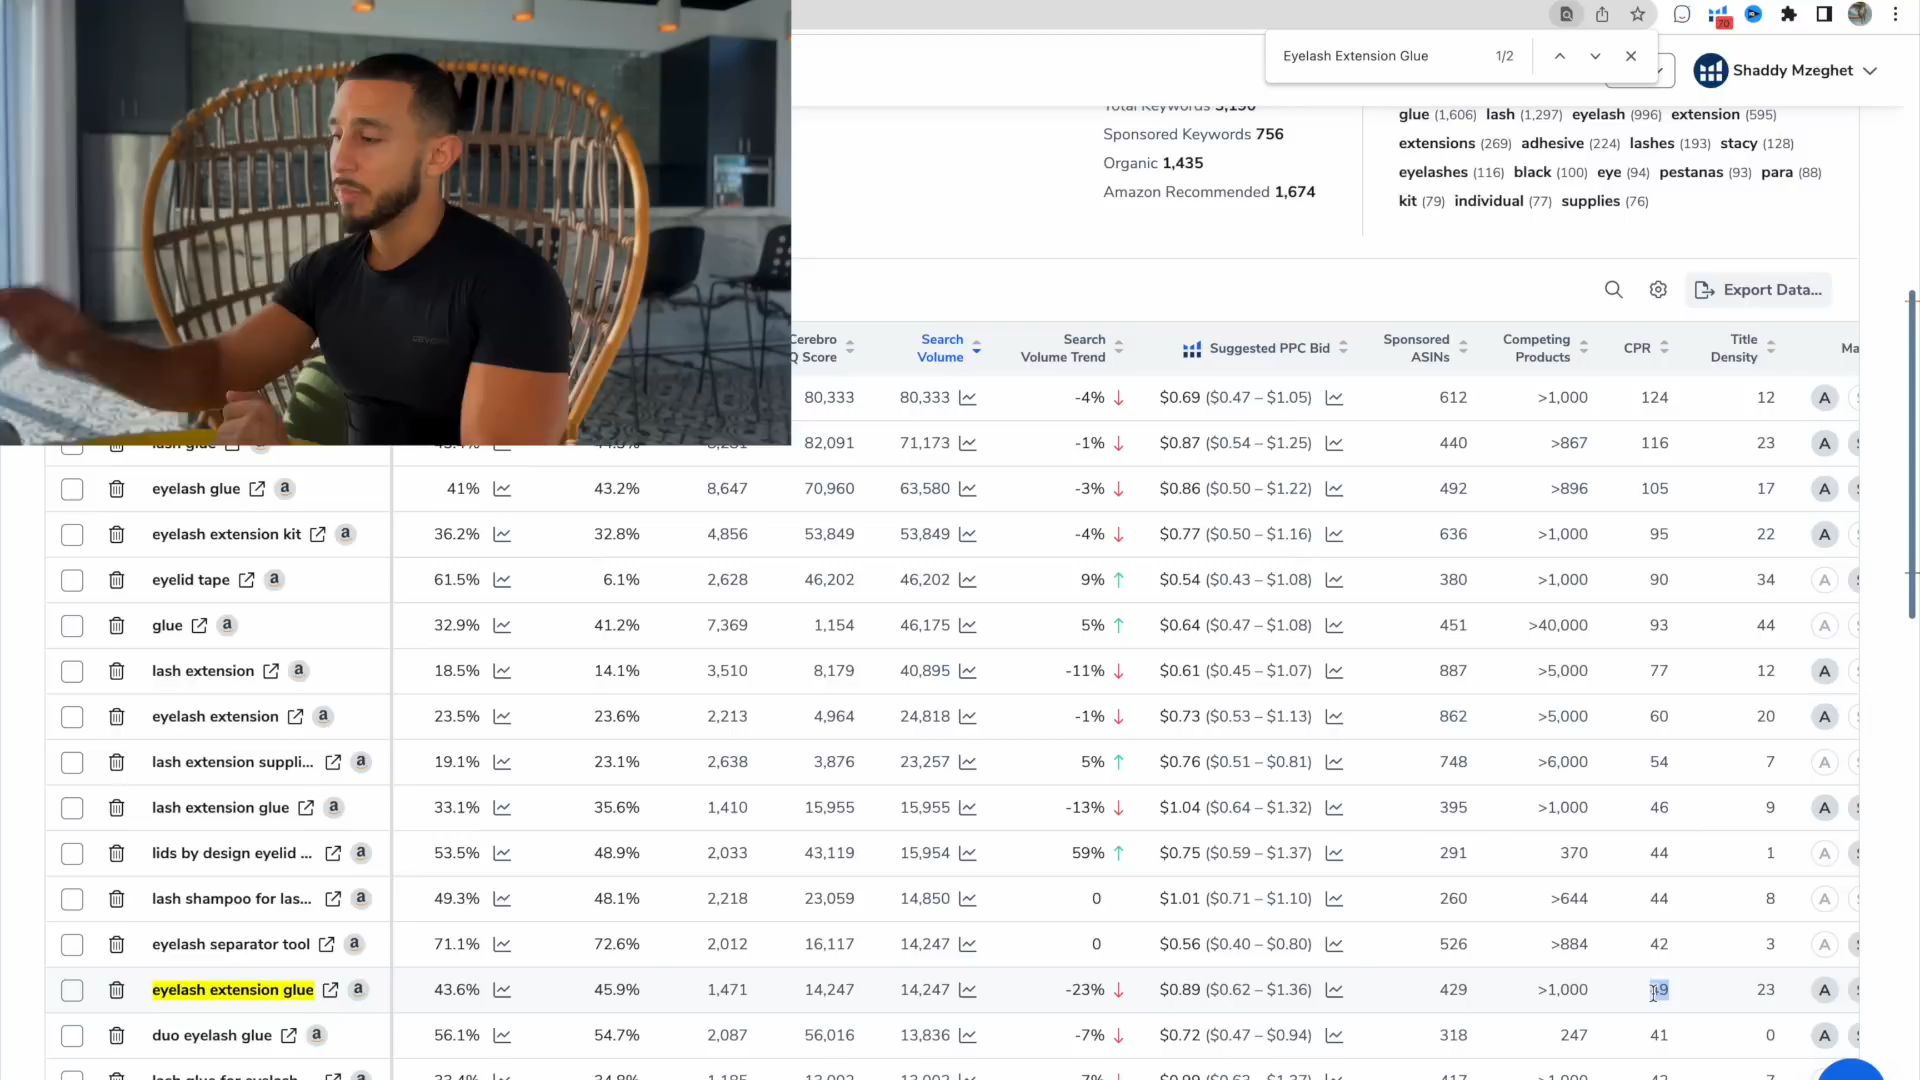 Eyelash Extension Glue 1/2
70
Shaddy Mzeghet
Sponsored Keywords 756
Organic 1,435
Amazon Recommended 1,674
glue (1,606) lash (1,297) eyelash (996) extension (595)
extensions (269) adhesive (224) lashes (193) stacy (128)
eyelashes (116) black (100) eye (94) pestanas (93) para (88)
kit (79) individual (77) supplies (76)
Export Data...
Cerebro
IQ Score
Search
Volume
Search
Volume Trend
Suggested PPC Bid
Sponsored
ASINs
Competing
Products
CPR
Title
Density
Ma
80,333 80,333 -4% $0.69 ($0.47 – $1.05) 612 >1,000 124 12 A
82,091 71,173 -1% $0.87 ($0.54 – $1.25) 440 >867 116 23 A
eyelash glue a 41% 43.2% 8,647 70,960 63,580 -3% $0.86 ($0.50 – $1.22) 492 >896 105 17 A
eyelash extension kit a 36.2% 32.8% 4,856 53,849 53,849 -4% $0.77 ($0.50 – $1.16) 636 >1,000 95 22 A
eyelid tape a 61.5% 6.1% 2,628 46,202 46,202 9% $0.54 ($0.43 – $1.08) 380 >1,000 90 34 A
glue a 32.9% 41.2% 7,369 1,154 46,175 5% $0.64 ($0.47 – $1.08) 451 >40,000 93 44 A
lash extension a 18.5% 14.1% 3,510 8,179 40,895 -11% $0.61 ($0.45 – $1.07) 887 >5,000 77 12 A
eyelash extension a 23.5% 23.6% 2,213 4,964 24,818 -1% $0.73 ($0.53 – $1.13) 862 >5,000 60 20 A
lash extension suppli... a 19.1% 23.1% 2,638 3,876 23,257 5% $0.76 ($0.51 – $0.81) 748 >6,000 54 7 A
lash extension glue a 33.1% 35.6% 1,410 15,955 15,955 -13% $1.04 ($0.64 – $1.32) 395 >1,000 46 9 A
lids by design eyelid ... a 53.5% 48.9% 2,033 43,119 15,954 59% $0.75 ($0.59 – $1.37) 291 370 44 1 A
lash shampoo for las... a 49.3% 48.1% 2,218 23,059 14,850 0 $1.01 ($0.71 – $1.10) 260 >644 44 8 A
eyelash separator tool a 71.1% 72.6% 2,012 16,117 14,247 0 $0.56 ($0.40 – $0.80) 526 >884 42 3 A
eyelash extension glue a 43.6% 45.9% 1,471 14,247 14,247 -23% $0.89 ($0.62 – $1.36) 429 >1,000 23 A
duo eyelash glue a 56.1% 54.7% 2,087 56,016 13,836 -7% $0.72 ($0.47 – $0.94) 318 247 41 0 A